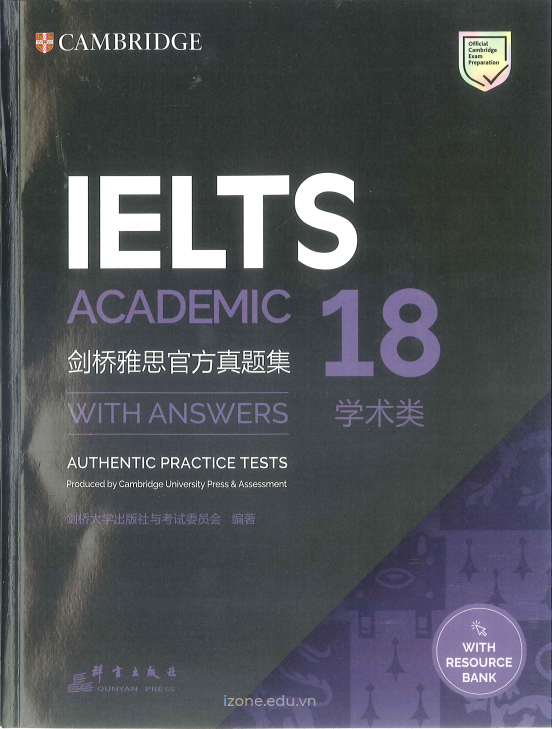 CAMBRIDGE
Official
Cambridge
Exam
Preparation
IELTS
ACADEMIC 18
剑桥雅思官方真题集
WITH ANSWERS 学术类
AUTHENTIC PRACTICE TESTS
Produced by Cambridge University Press & Assessment
剑桥大学出版社与考试委员会 编著
WITH
RESOURCE
BANK
群言出版社
QUNYAN PRESS
izone.edu.vn